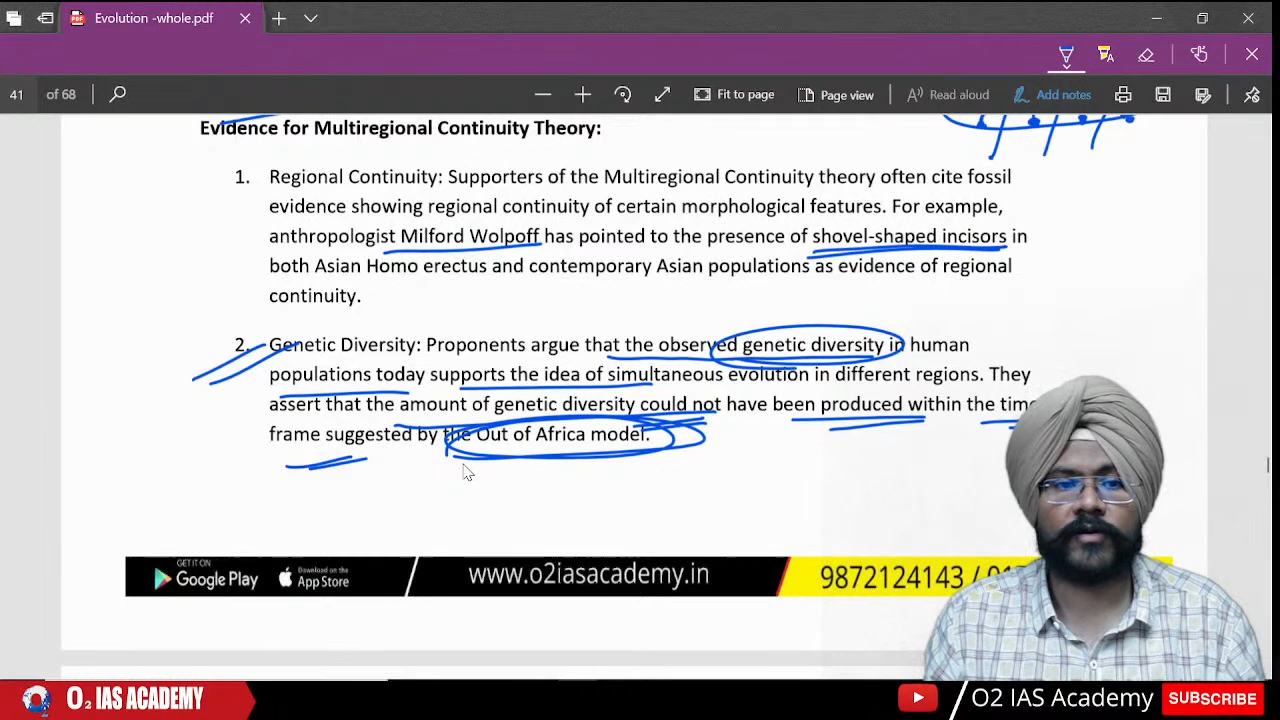 Evolution -whole.pdf
41 of 68
Fit to page
Page view
Read aloud
Add notes
Evidence for Multiregional Continuity Theory:
1. Regional Continuity: Supporters of the Multiregional Continuity theory often cite fossil
evidence showing regional continuity of certain morphological features. For example,
anthropologist Milford Wolpoff has pointed to the presence of shovel-shaped incisors in
both Asian Homo erectus and contemporary Asian populations as evidence of regional
continuity.
2. Genetic Diversity: Proponents argue that the observed genetic diversity in human
populations today supports the idea of simultaneous evolution in different regions. They
assert that the amount of genetic diversity could not have been produced within the time
frame suggested by the Out of Africa model.
GET IT ON
Google Play
Download on the
App Store
www.o2iasacademy.in
9872124143 /
O2 IAS ACADEMY
O2 IAS Academy
SUBSCRIBE